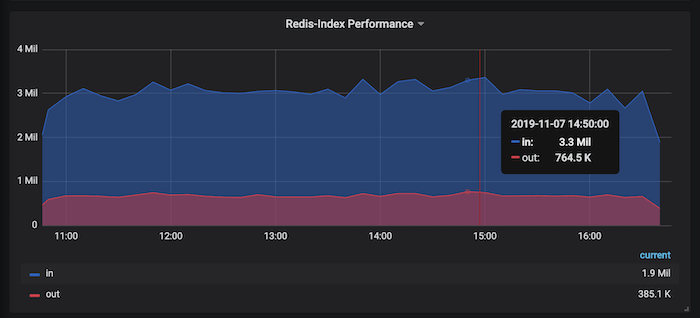 Redis-Index Performance
4 Mil
3 Mil
2 Mil
1 Mil
0
2019-11-07 14:50:00
in: 3.3 Mil
out: 764.5 K
11:00 12:00 13:00 14:00 15:00 16:00
current
in 1.9 Mil
out 385.1 K